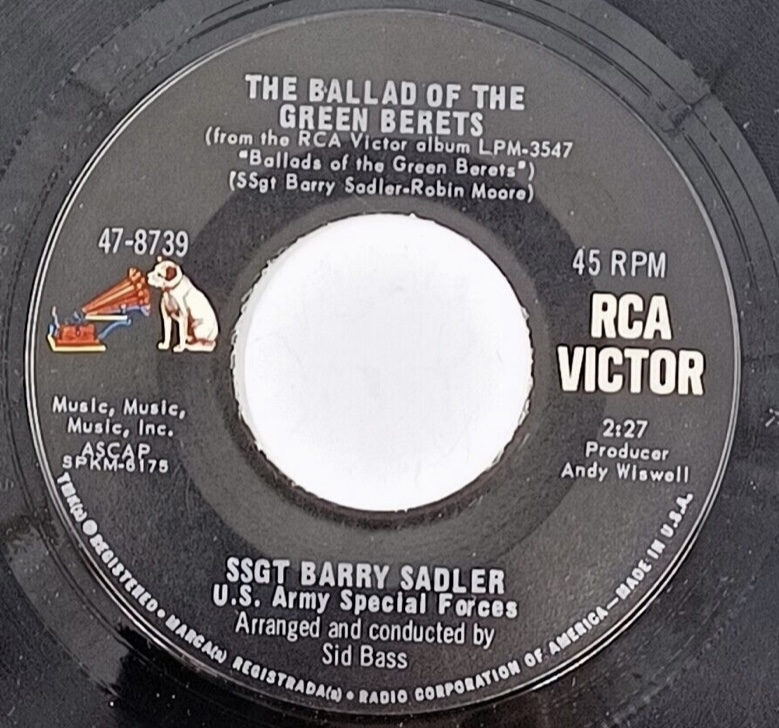 THE BALLAD OF THE
GREEN BERETS
(from the RCA Victor album LPM-3547
"Ballads of the Green Berets")
(SSgt Barry Sadler-Robin Moore)
47-8739
45 RPM
RCA
VICTOR
Music, Music,
Music, Inc.
ASCAP
SPKM-6175
2:27
Producer
Andy Wiswell
SSGT BARRY SADLER
U.S. Army Special Forces
Arranged and conducted by
Sid Bass
TMK(s) ® REGISTERED • MARCA(s) REGISTRADA(s) • RADIO CORPORATION OF AMERICA—MADE IN U.S.A.